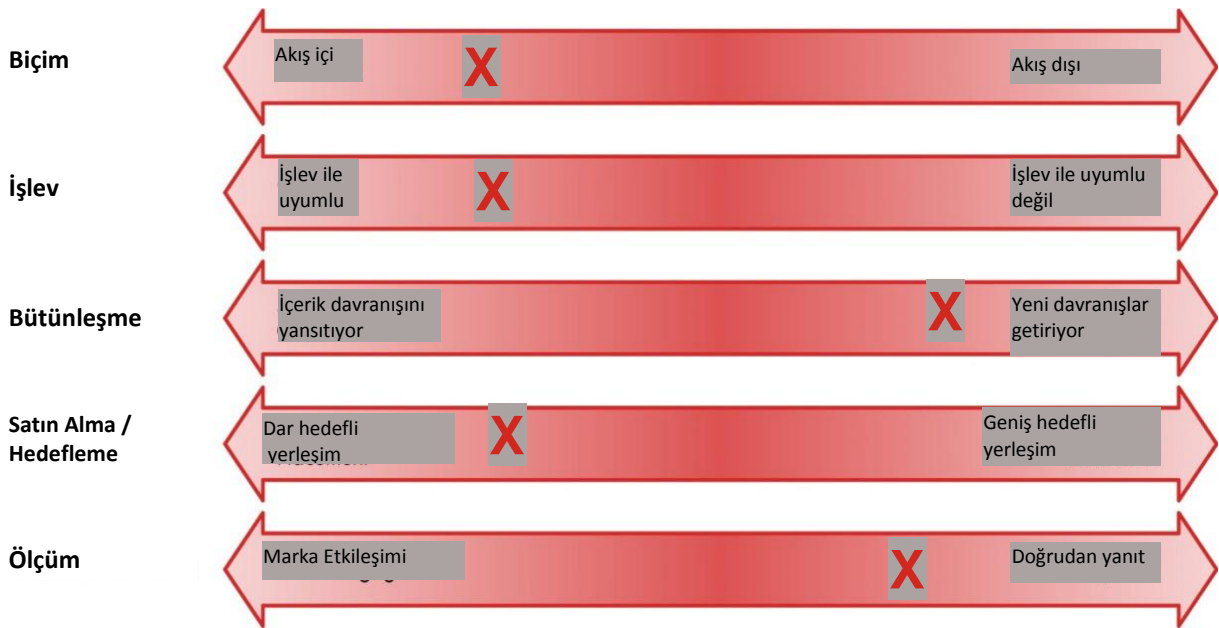 Biçim
Akış içi
X
Akış dışı
İşlev
İşlev ile
uyumlu
X
İşlev ile uyumlu
değil
Bütünleşme
İçerik davranışını
yansıtıyor
X
Yeni davranışlar
getiriyor
Satın Alma /
Hedefleme
Dar hedefli
yerleşim
X
Geniş hedefli
yerleşim
Ölçüm
Marka Etkileşimi
X
Doğrudan yanıt